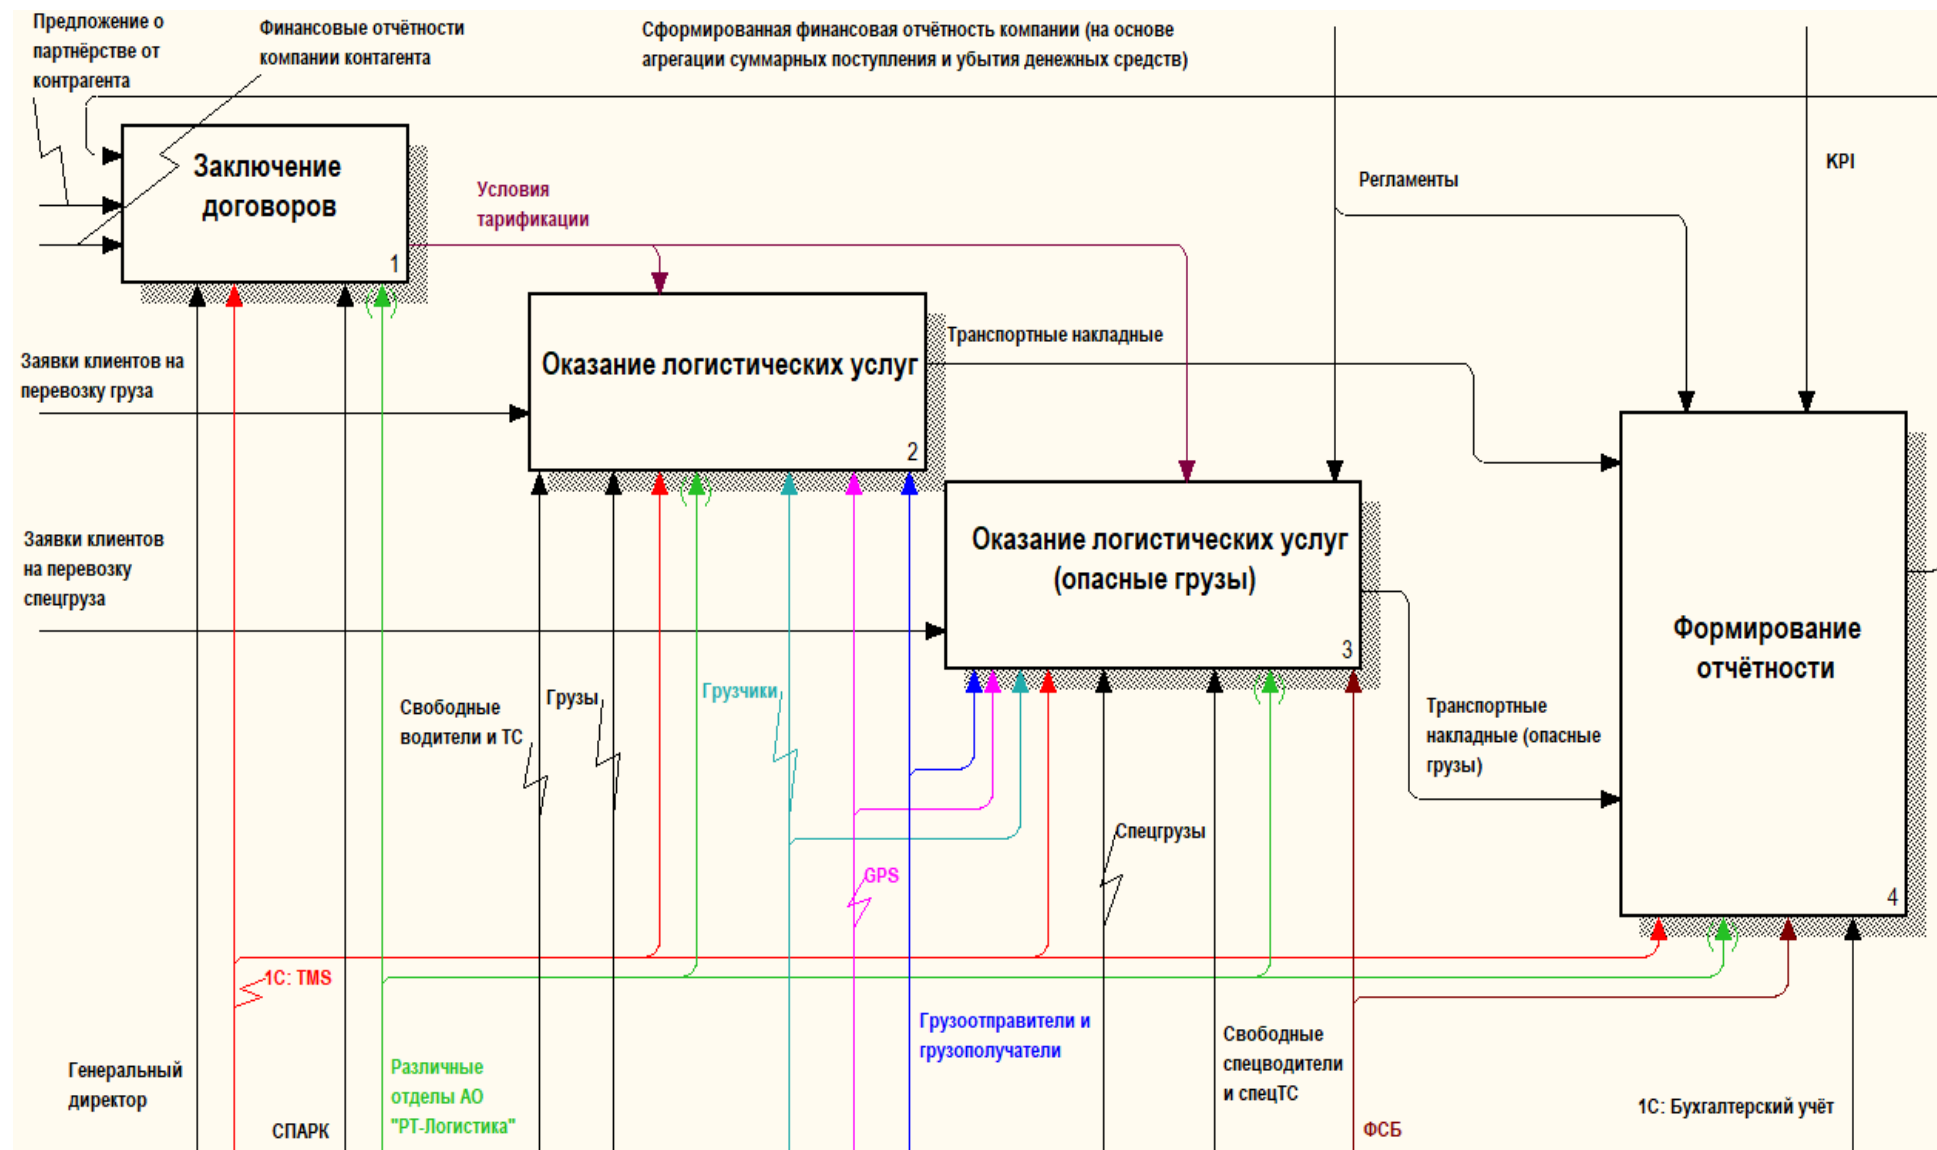 Предложение о
партнёрстве от
контрагента
Финансовые отчётности
компании контагента
Сформированная финансовая отчётность компании (на основе
агрегации суммарных поступления и убытия денежных средств)
Заключение
договоров
1
Условия
тарификации
Регламенты
KPI
Заявки клиентов на
перевозку груза
Оказание логистических услуг
2
Транспортные накладные
Заявки клиентов
на перевозку
спецгруза
Оказание логистических услуг
(опасные грузы)
3
Формирование
отчётности
4
Свободные
водители и ТС
Грузы
Грузчики
Транспортные
накладные (опасные
грузы)
Спецгрузы
GPS
1С: TMS
Грузоотправители и
грузополучатели
Свободные
спецводители
и спецТС
Генеральный
директор
СПАРК
Различные
отделы АО
"РТ-Логистика"
ФСБ
1С: Бухгалтерский учёт